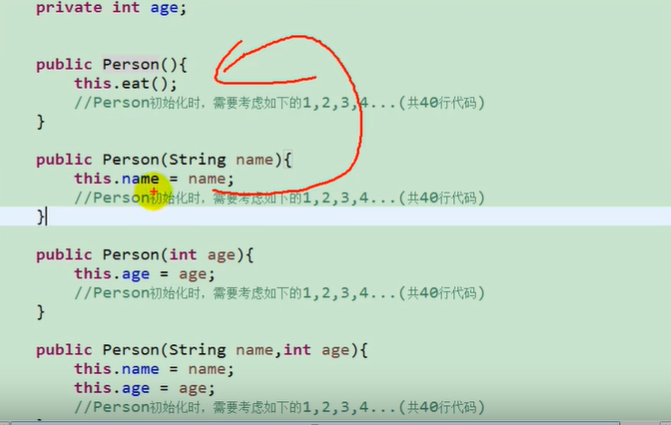 private int age;
public Person(){
this.eat();
//Person初始化时，需要考虑如下的1,2,3,4...(共40行代码)
}
public Person(String name){
this.name = name;
//Person初始化时，需要考虑如下的1,2,3,4...(共40行代码)
}
public Person(int age){
this.age = age;
//Person初始化时，需要考虑如下的1,2,3,4...(共40行代码)
}
public Person(String name,int age){
this.name = name;
this.age = age;
//Person初始化时，需要考虑如下的1,2,3,4...(共40行代码)